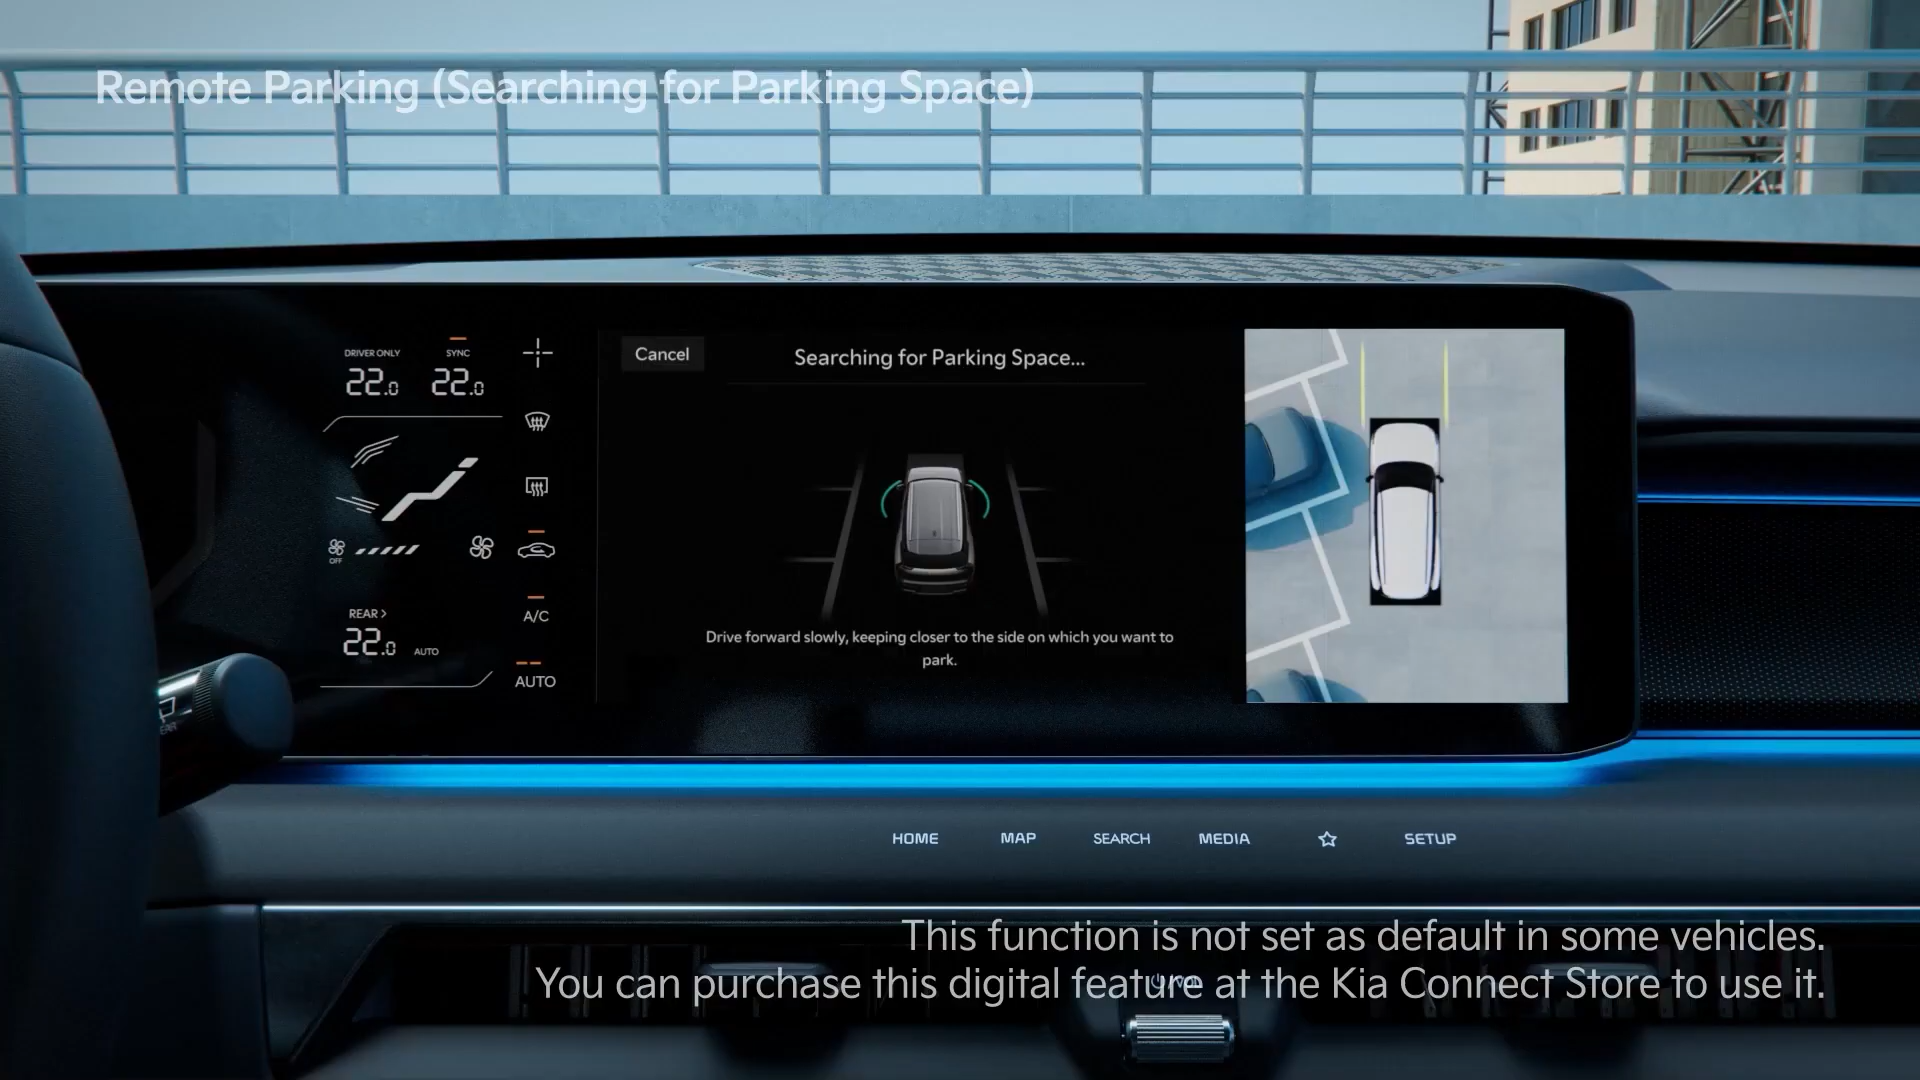 Remote Parking (Searching for Parking Space)
DRIVER ONLY
22.0
SYNC
22.0
OFF
REAR >
22.0 AUTO
A/C
AUTO
Cancel
Searching for Parking Space...
Drive forward slowly, keeping closer to the side on which you want to
park.
HOME MAP SEARCH MEDIA SETUP
This function is not set as default in some vehicles.
You can purchase this digital feature at the Kia Connect Store to use it.